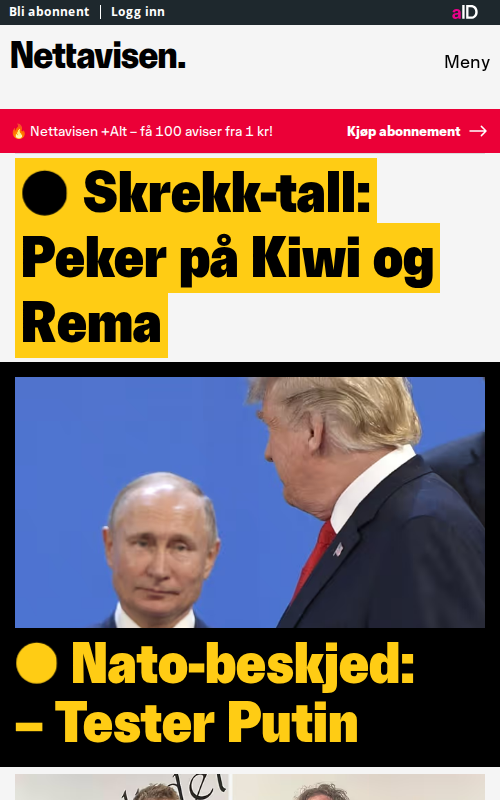 Bli abonnent | Logg inn
aID
Nettavisen.
Meny
🔥 Nettavisen +Alt – få 100 aviser fra 1 kr!
Kjøp abonnement →
Skrekk-tall:
Peker på Kiwi og
Rema
Nato-beskjed:
– Tester Putin